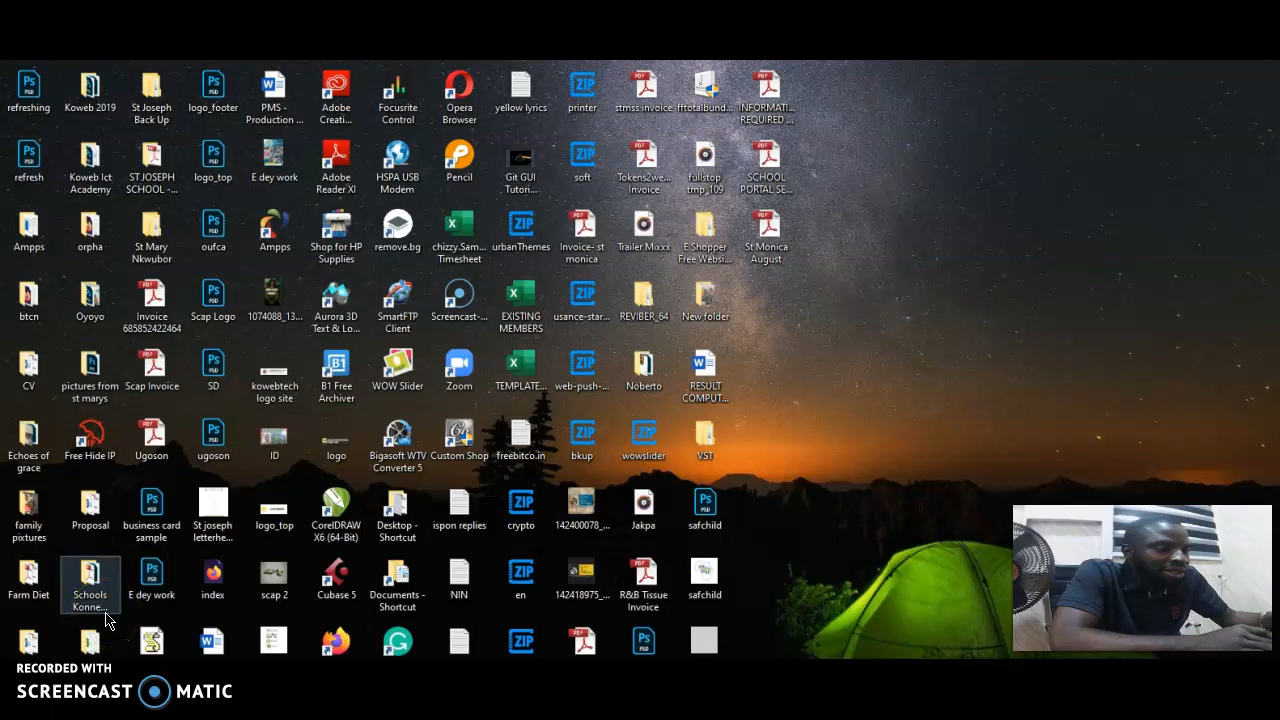 refreshing
Koweb 2019
St Joseph
Back Up
logo_footer
PMS -
Production ...
Adobe
Creati...
Focusrite
Control
Opera
Browser
yellow lyrics
printer
stmss invoice
fftotalbund...
INFORMATI...
REQUIRED ...
refresh
Koweb Ict
Academy
ST JOSEPH
SCHOOL -...
logo_top
E dey work
Adobe
Reader XI
HSPA USB
Modem
Pencil
Git GUI
Tutori...
soft
Tokens2we...
Invoice
fullstop
tmp_109
SCHOOL
PORTAL SE...
Ampps
orpha
St Mary
Nkwubor
oufca
Ampps
Shop for HP
Supplies
remove.bg
chizzy.Sam...
Timesheet
urbanThemes
Invoice- st
monica
Trailer Mixxx
E Shopper
Free Websi...
St Monica
August
btcn
Oyoyo
Invoice
685852422464
Scap Logo
1074088_13...
Aurora 3D
Text & Lo...
SmartFTP
Client
Screencast-...
EXISTING
MEMBERS
usance-star...
REVIBER_64
New folder
CV
pictures from
st marys
Scap Invoice
SD
kowebtech
logo site
B1 Free
Archiver
WOW Slider
Zoom
TEMPLATE...
web-push-...
Noberto
RESULT
COMPUT...
Echoes of
grace
Free Hide IP
Ugoson
ugoson
ID
logo
Bigasoft WTV
Converter 5
Custom Shop
freebitco.in
bkup
wowslider
VST
family
pixtures
Proposal
business card
sample
St joseph
letterhe...
logo_top
CorelDRAW
X6 (64-Bit)
Desktop -
Shortcut
ispon replies
crypto
142400078_...
Jakpa
safchild
Farm Diet
Schools
Konne...
E dey work
index
scap 2
Cubase 5
Documents -
Shortcut
NIN
en
142418975_...
R&B Tissue
Invoice
safchild
RECORDED WITH
SCREENCAST MATIC